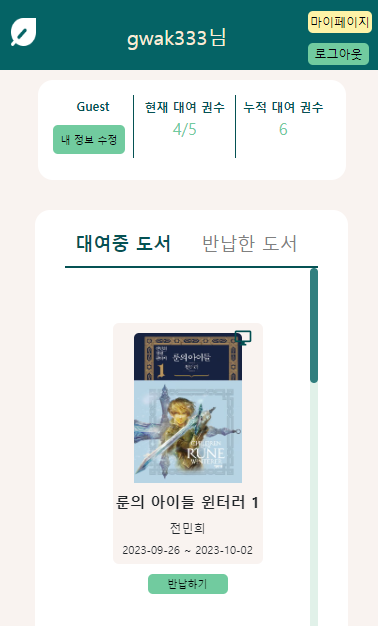 gwak333님
마이페이지
로그아웃
Guest
내 정보 수정
현재 대여 권수
4/5
누적 대여 권수
6
대여중 도서
반납한 도서
1
룬의 아이들
CHILDREN
RUNE
WINTERER
룬의 아이들 윈터러 1
전민희
2023-09-26 ~ 2023-10-02
반납하기